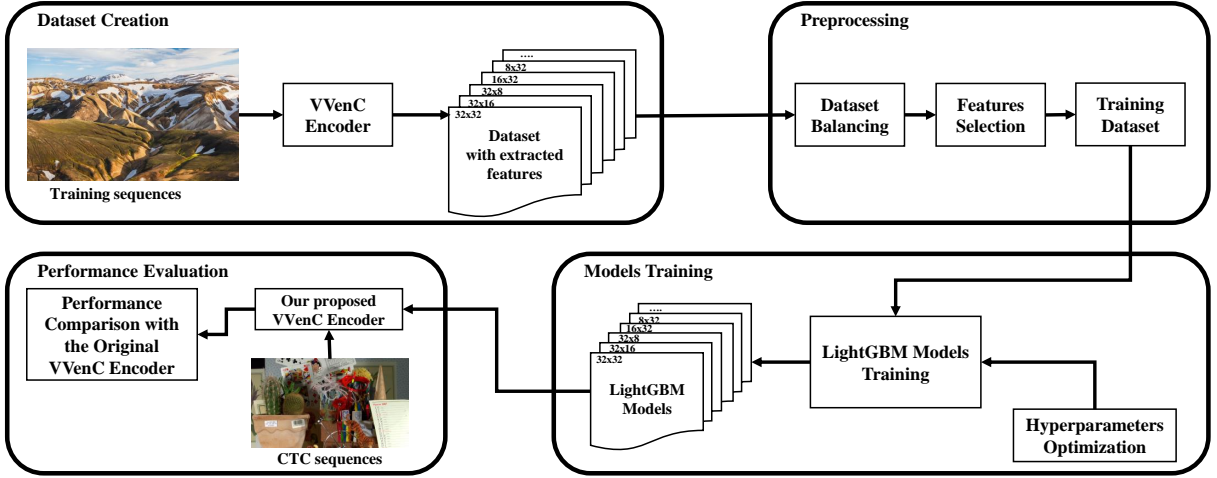 Dataset Creation
Training sequences
VVenC
Encoder
....
8x32
16x32
32x8
32x16
32x32
Dataset
with extracted
features
Preprocessing
Dataset
Balancing
Features
Selection
Training
Dataset
Performance Evaluation
Performance
Comparison with
the Original
VVenC Encoder
Our proposed
VVenC Encoder
CTC sequences
Models Training
....
8x32
16x32
32x8
32x16
32x32
LightGBM
Models
LightGBM Models
Training
Hyperparameters
Optimization